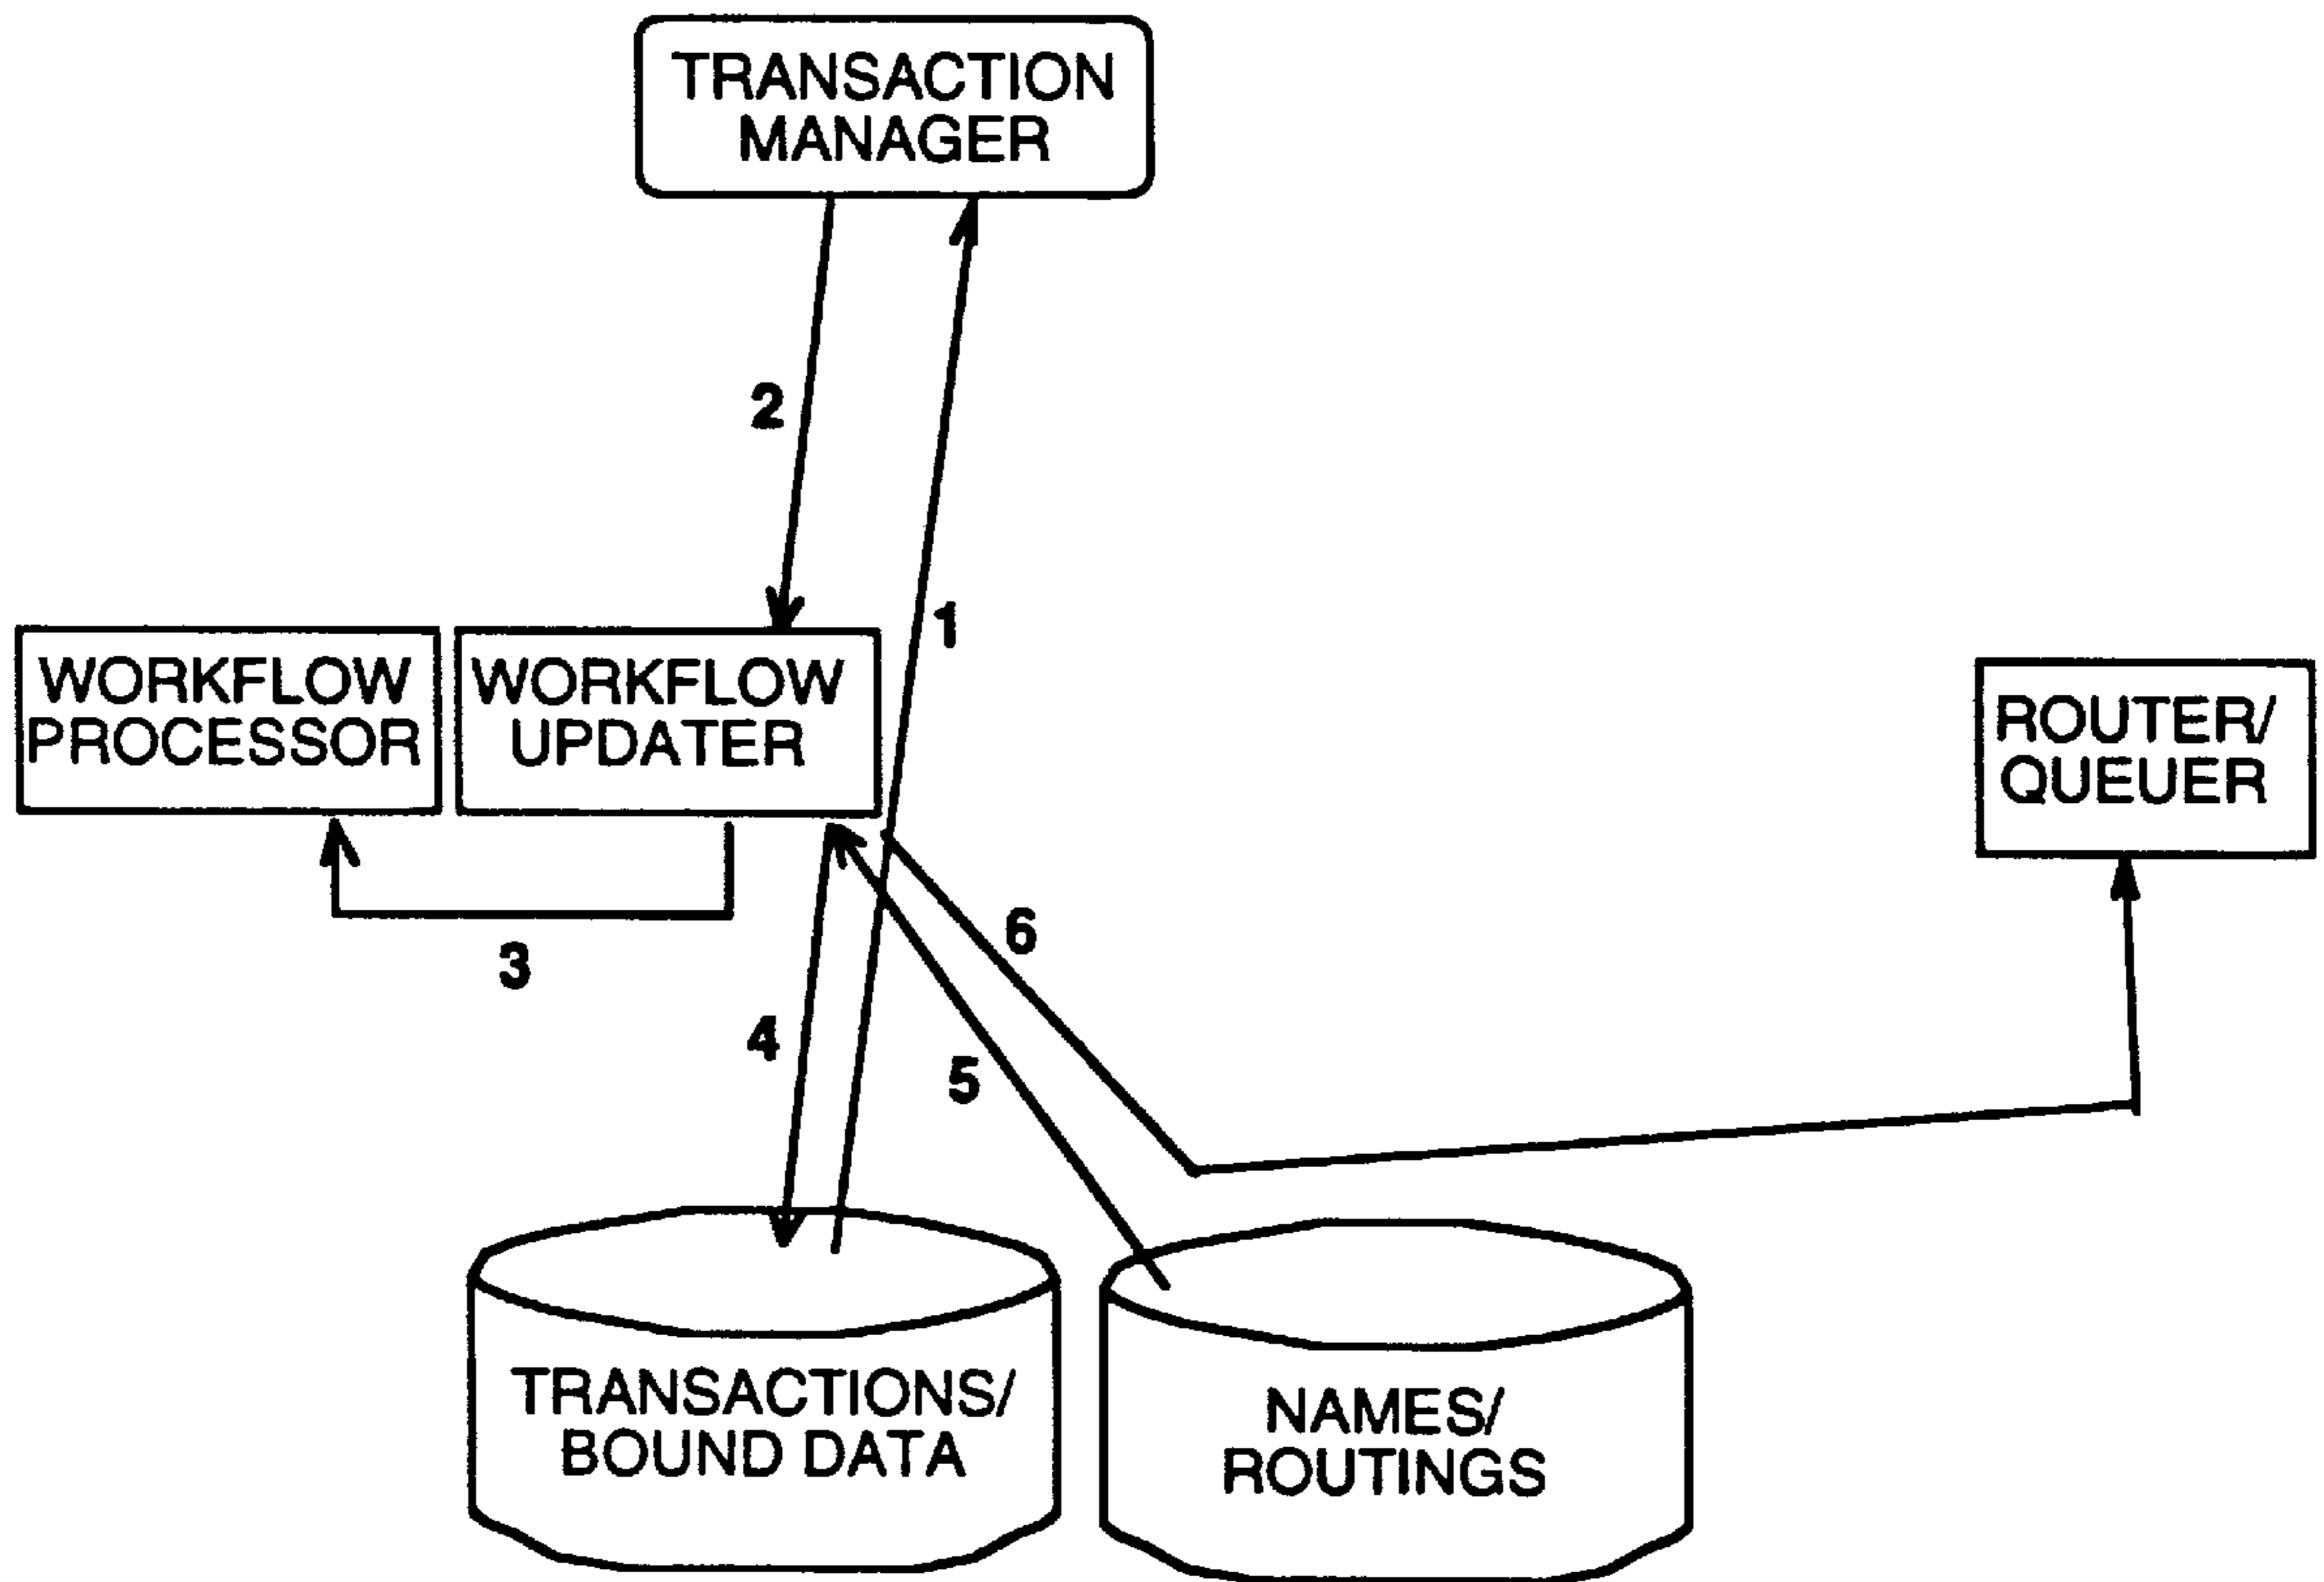 TRANSACTION
MANAGER
2
1
WORKFLOW
PROCESSOR
WORKFLOW
UPDATER
ROUTER/
QUEUER
3
6
4
5
TRANSACTIONS/
BOUND DATA
NAMES/
ROUTINGS